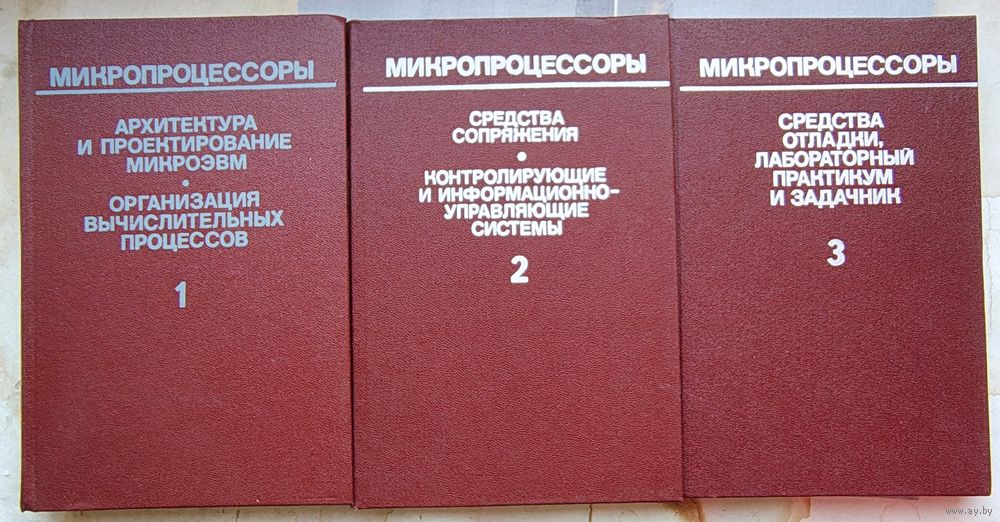 МИКРОПРОЦЕССОРЫ
АРХИТЕКТУРА
И ПРОЕКТИРОВАНИЕ
МИКРОЭВМ
•
ОРГАНИЗАЦИЯ
ВЫЧИСЛИТЕЛЬНЫХ
ПРОЦЕССОВ
1
МИКРОПРОЦЕССОРЫ
СРЕДСТВА
СОПРЯЖЕНИЯ
•
КОНТРОЛИРУЮЩИЕ
И ИНФОРМАЦИОННО-
УПРАВЛЯЮЩИЕ
СИСТЕМЫ
2
МИКРОПРОЦЕССОРЫ
СРЕДСТВА
ОТЛАДКИ,
ЛАБОРАТОРНЫЙ
ПРАКТИКУМ
И ЗАДАЧНИК
3
www.ay.by